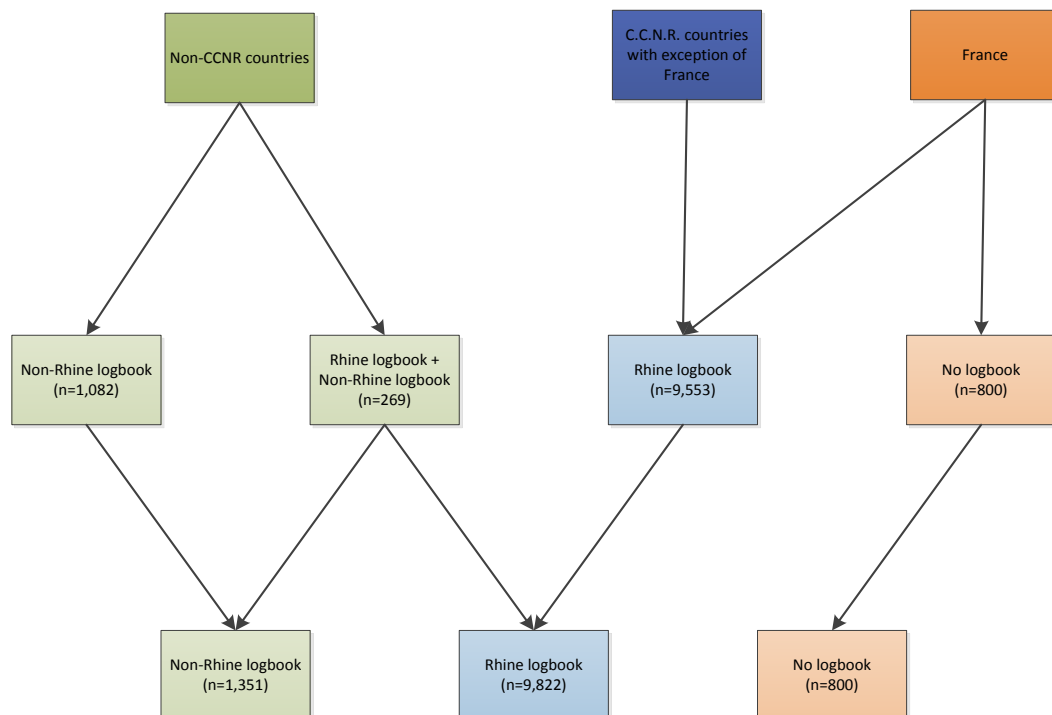 Non-CCNR countries
C.C.N.R. countries
with exception of
France
France
Non-Rhine logbook
(n=1,082)
Rhine logbook +
Non-Rhine logbook
(n=269)
Rhine logbook
(n=9,553)
No logbook
(n=800)
Non-Rhine logbook
(n=1,351)
Rhine logbook
(n=9,822)
No logbook
(n=800)